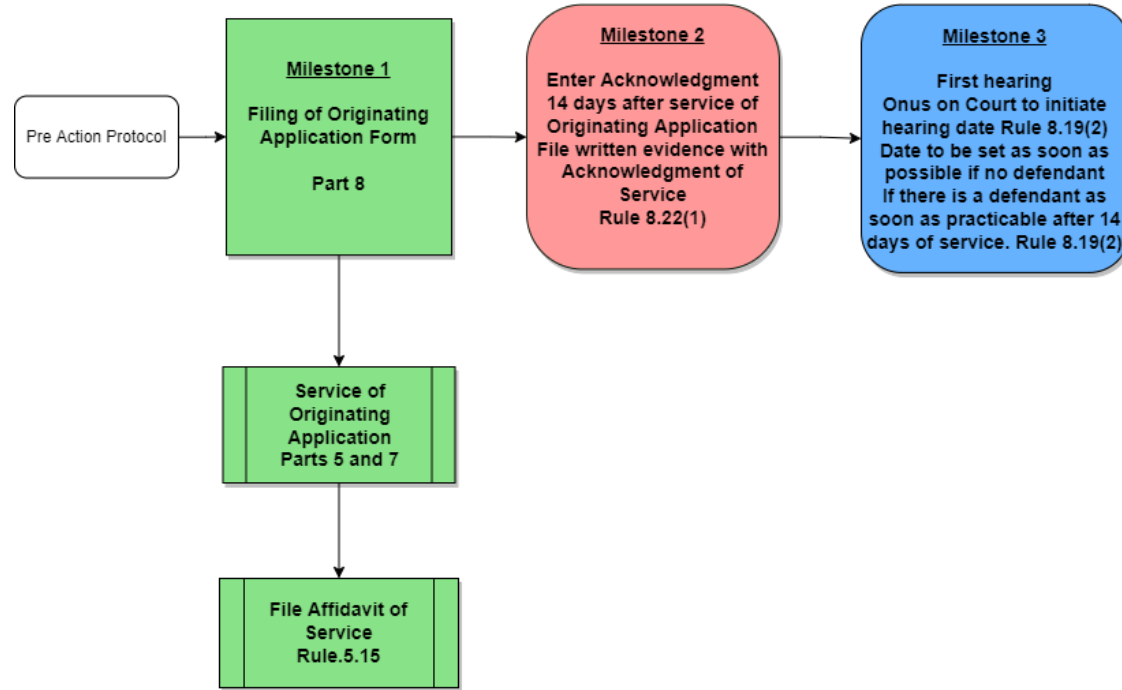 Pre Action Protocol
Milestone 1
Filing of Originating
Application Form
Part 8
Milestone 2
Enter Acknowledgment
14 days after service of
Originating Application
File written evidence with
Acknowledgment of
Service
Rule 8.22(1)
Milestone 3
First hearing
Onus on Court to initiate
hearing date Rule 8.19(2)
Date to be set as soon as
possible if no defendant
If there is a defendant as
soon as practicable after 14
days of service. Rule 8.19(2)
Service of
Originating
Application
Parts 5 and 7
File Affidavit of
Service
Rule.5.15